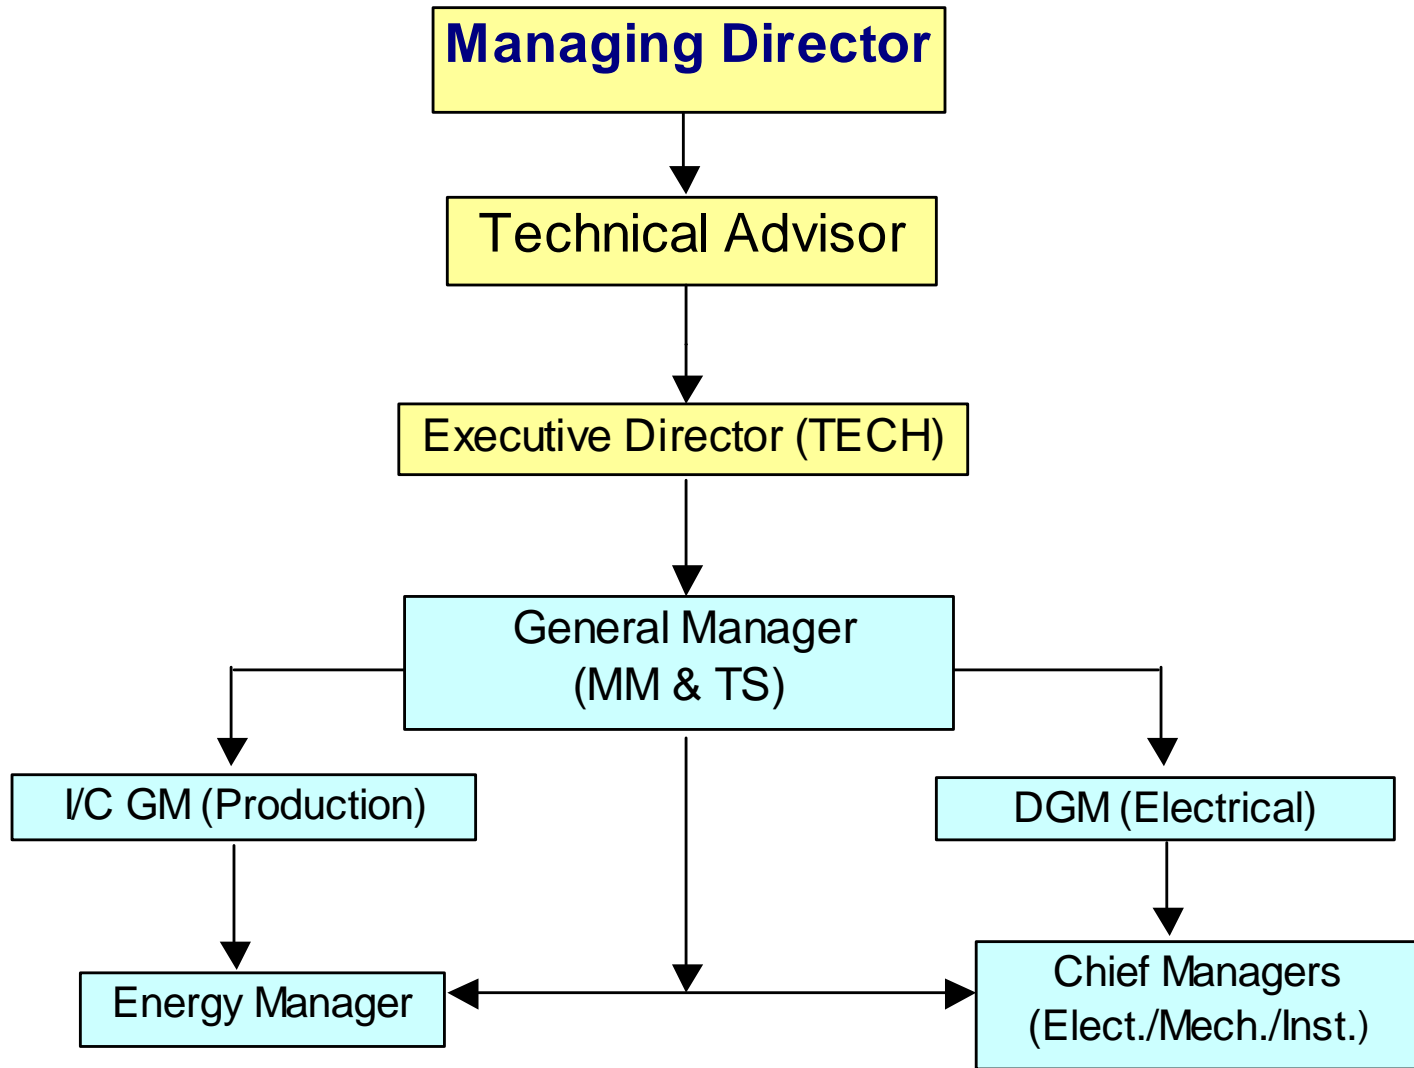 Managing Director
Technical Advisor
Executive Director (TECH)
General Manager
(MM & TS)
I/C GM (Production)
DGM (Electrical)
Energy Manager
Chief Managers
(Elect./Mech./Inst.)